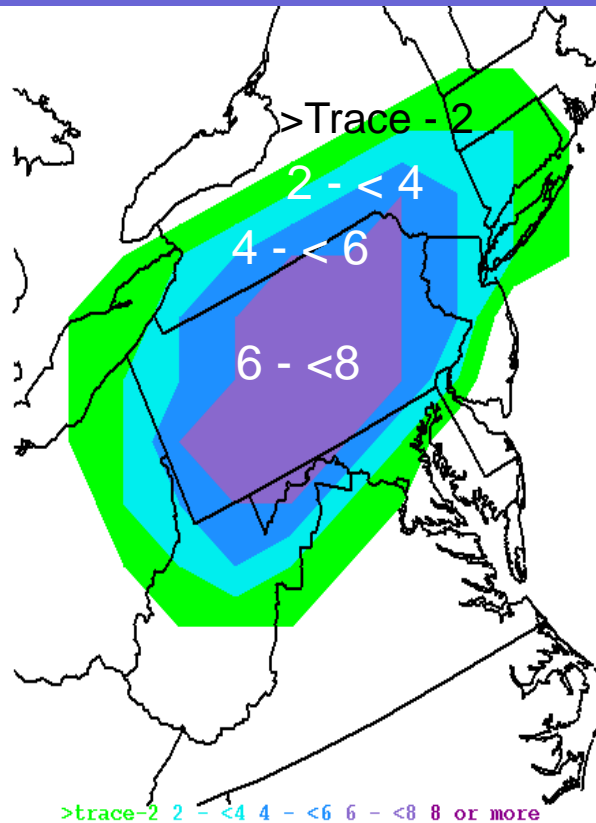 >Trace - 2
2 - < 4
4 - < 6
6 - <8
>trace-2 2 - <4 4 - <6 6 - <8 8 or more